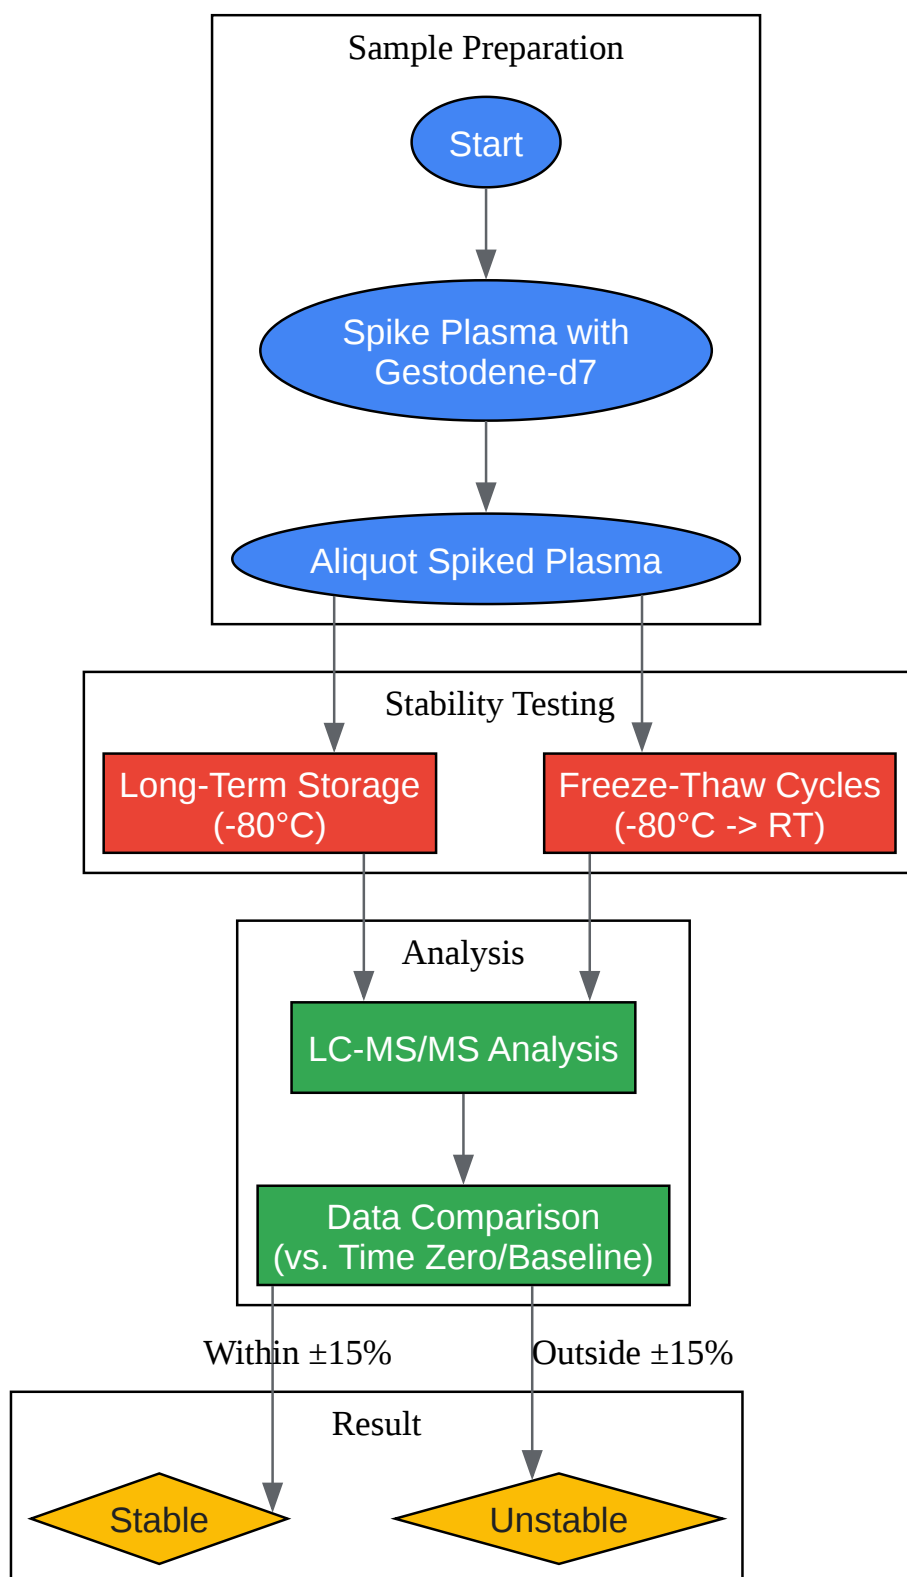 Sample Preparation
Start
Spike Plasma with
Gestodene-d7
Aliquot Spiked Plasma
Stability Testing
Long-Term Storage
(-80°C)
Freeze-Thaw Cycles
(-80°C -> RT)
Analysis
LC-MS/MS Analysis
Data Comparison
(vs. Time Zero/Baseline)
Within ±15%
Outside ±15%
Result
Stable
Unstable